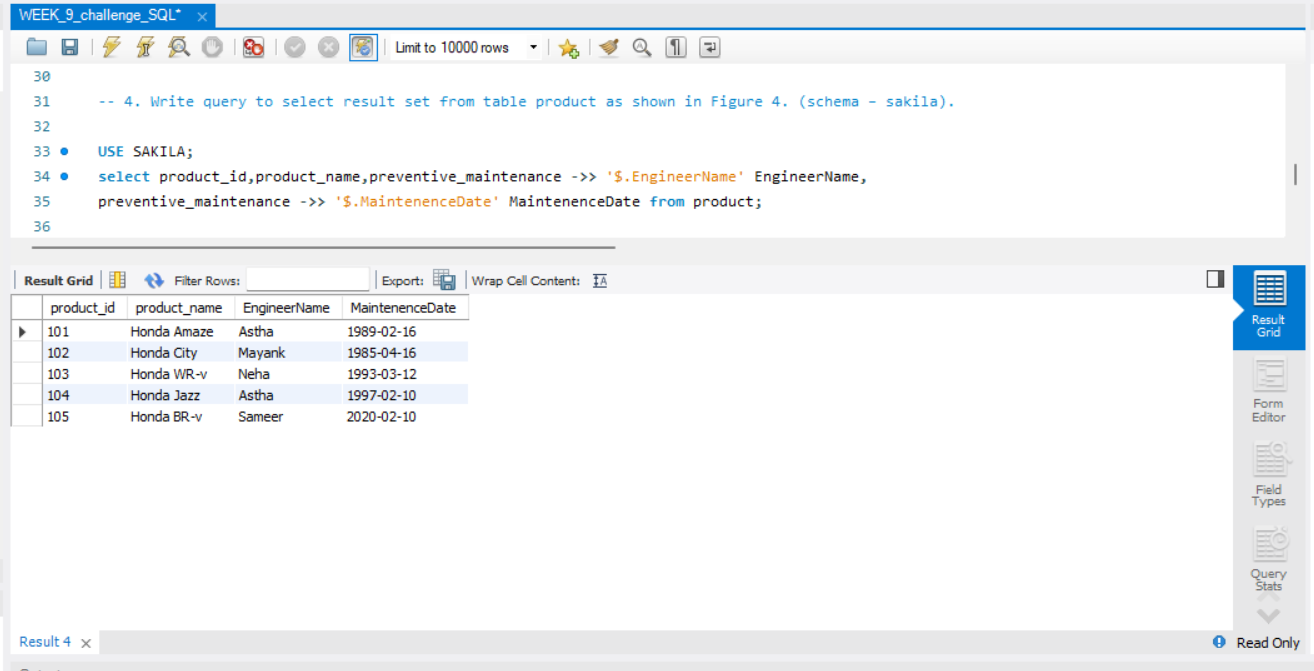 WEEK_9_challenge_SQL*
Limit to 10000 rows
30
31 -- 4. Write query to select result set from table product as shown in Figure 4. (schema – sakila).
32
33 USE SAKILA;
34 select product_id,product_name,preventive_maintenance ->> '$.EngineerName' EngineerName,
35 preventive_maintenance ->> '$.MaintenenceDate' MaintenenceDate from product;
36
Result Grid Filter Rows: Export: Wrap Cell Content:
product_id product_name EngineerName MaintenenceDate
101 Honda Amaze Astha 1989-02-16
102 Honda City Mayank 1985-04-16
103 Honda WR-v Neha 1993-03-12
104 Honda Jazz Astha 1997-02-10
105 Honda BR-v Sameer 2020-02-10
Result
Grid
Form
Editor
Field
Types
Query
Stats
Result 4 Read Only